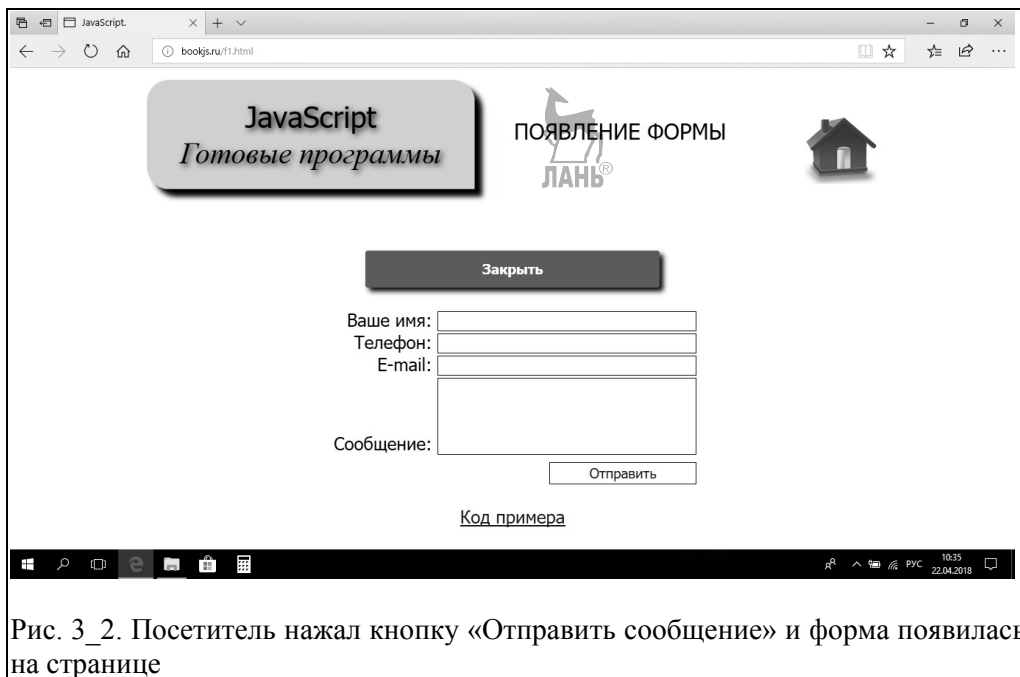 JavaScript.
bookjs.ru/f1.html
JavaScript
Готовые программы
ПОЯВЛЕНИЕ ФОРМЫ
ЛАНЬ®
Закрыть
Ваше имя:
Телефон:
E-mail:
Сообщение:
Отправить
Код примера
РУС
10:35
22.04.2018
Рис. 3_2. Посетитель нажал кнопку «Отправить сообщение» и форма появилась
на странице